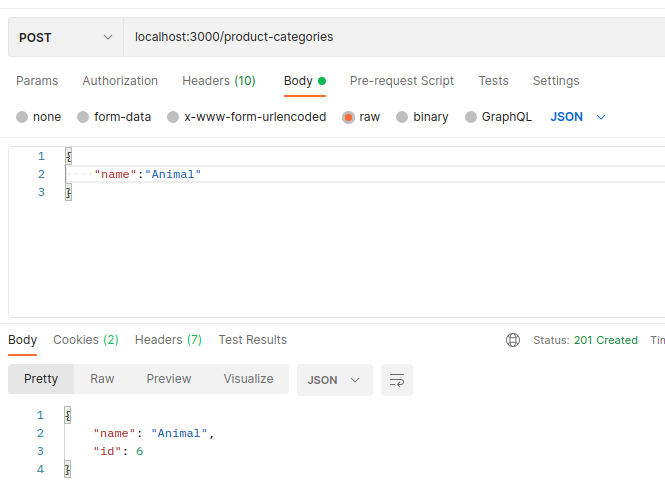 POST localhost:3000/product-categories
Params Authorization Headers (10) Body Pre-request Script Tests Settings
none form-data x-www-form-urlencoded raw binary GraphQL JSON
1 {
2 "name":"Animal"
3 }
Body Cookies (2) Headers (7) Test Results Status: 201 Created
Pretty Raw Preview Visualize JSON
1 {
2 "name": "Animal",
3 "id": 6
4 }